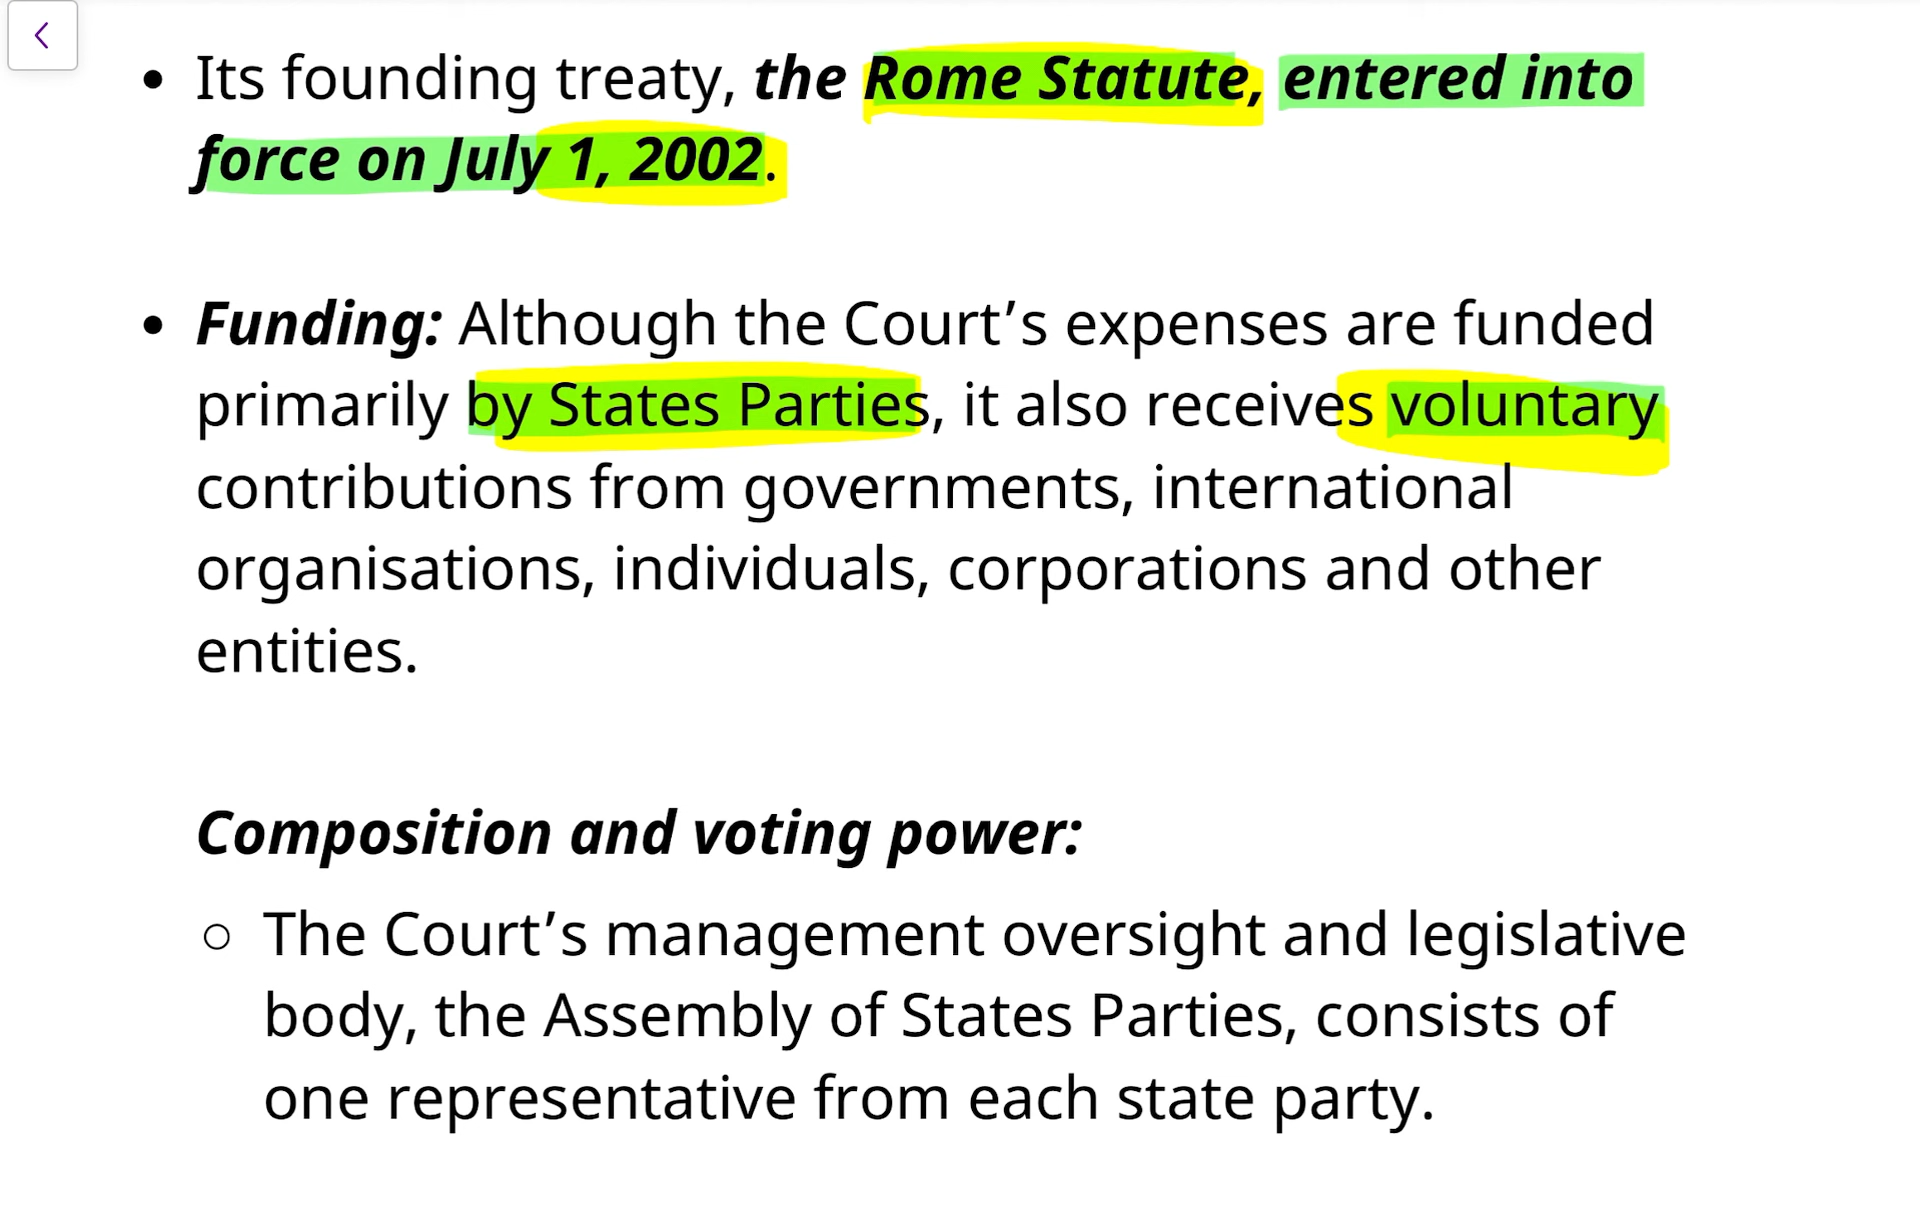 • Its founding treaty, the Rome Statute, entered into
force on July 1, 2002.
• Funding: Although the Court’s expenses are funded
primarily by States Parties, it also receives voluntary
contributions from governments, international
organisations, individuals, corporations and other
entities.
Composition and voting power:
○ The Court’s management oversight and legislative
body, the Assembly of States Parties, consists of
one representative from each state party.